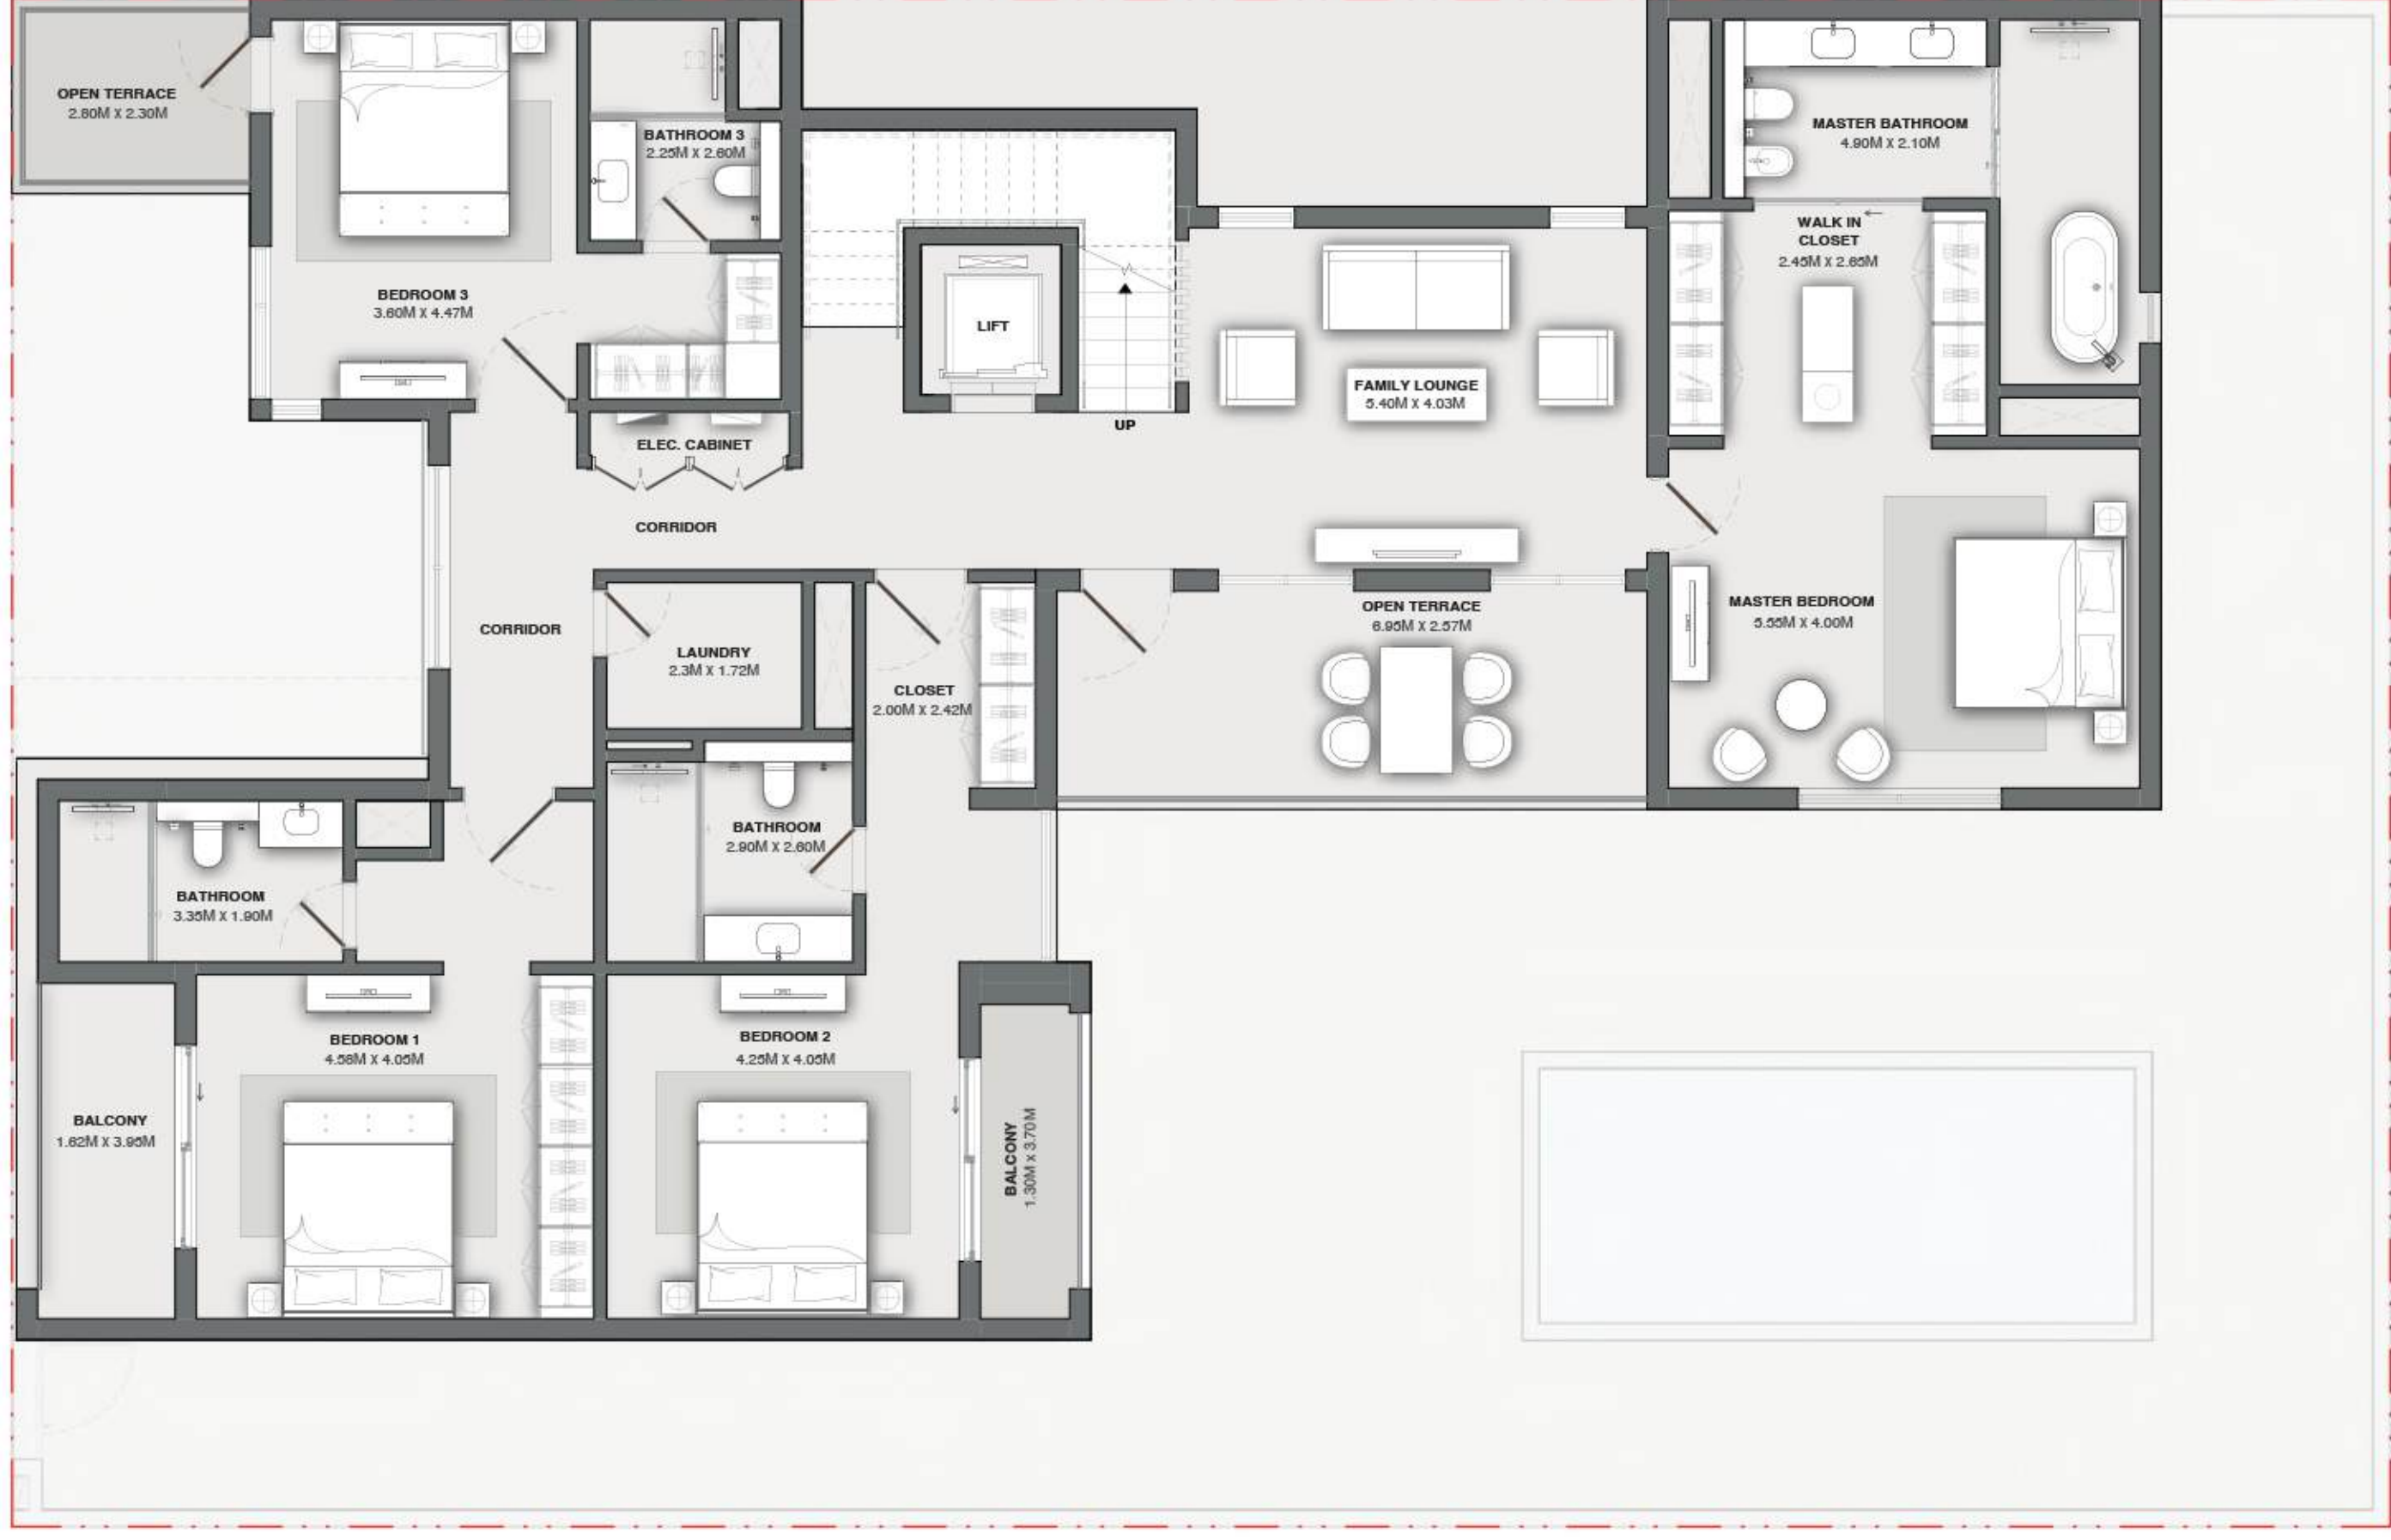 OPEN TERRACE
2.80M X 2.30M
BATHROOM 3
2.25M X 2.60M
MASTER BATHROOM
4.90M X 2.10M
WALK IN
CLOSET
2.45M X 2.65M
BEDROOM 3
3.60M X 4.47M
LIFT
FAMILY LOUNGE
5.40M X 4.03M
UP
ELEC. CABINET
CORRIDOR
CORRIDOR
LAUNDRY
2.3M X 1.72M
CLOSET
2.00M X 2.42M
OPEN TERRACE
6.95M X 2.57M
MASTER BEDROOM
5.55M X 4.00M
BATHROOM
2.90M X 2.60M
BATHROOM
3.35M X 1.90M
BEDROOM 1
4.58M X 4.05M
BEDROOM 2
4.25M X 4.05M
BALCONY
1.62M X 3.95M
BALCONY
1.30M X 3.70M